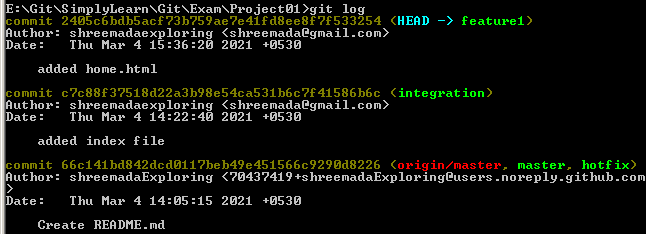 E:\Git\SimplyLearn\Git\Exam\Project01>git log
commit 2405c6bdb5acf73b759ae7e41fd8ee8f7f533254 (HEAD -> feature1)
Author: shreemadaexploring <shreemada@gmail.com>
Date:   Thu Mar 4 15:36:20 2021 +0530
    added home.html
commit c7c88f37518d22a3b98e54ca531b6c7f41586b6c (integration)
Author: shreemadaexploring <shreemada@gmail.com>
Date:   Thu Mar 4 14:22:40 2021 +0530
    added index file
commit 66c141bd842dcd0117beb49e451566c9290d8226 (origin/master, master, hotfix)
Author: shreemadaExploring <70437419+shreemadaExploring@users.noreply.github.com
>
Date:   Thu Mar 4 14:05:15 2021 +0530
    Create README.md